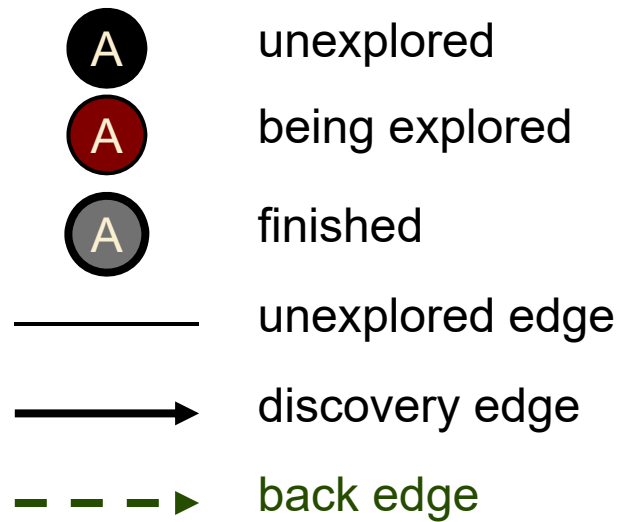 A unexplored
A being explored
A finished
unexplored edge
discovery edge
back edge